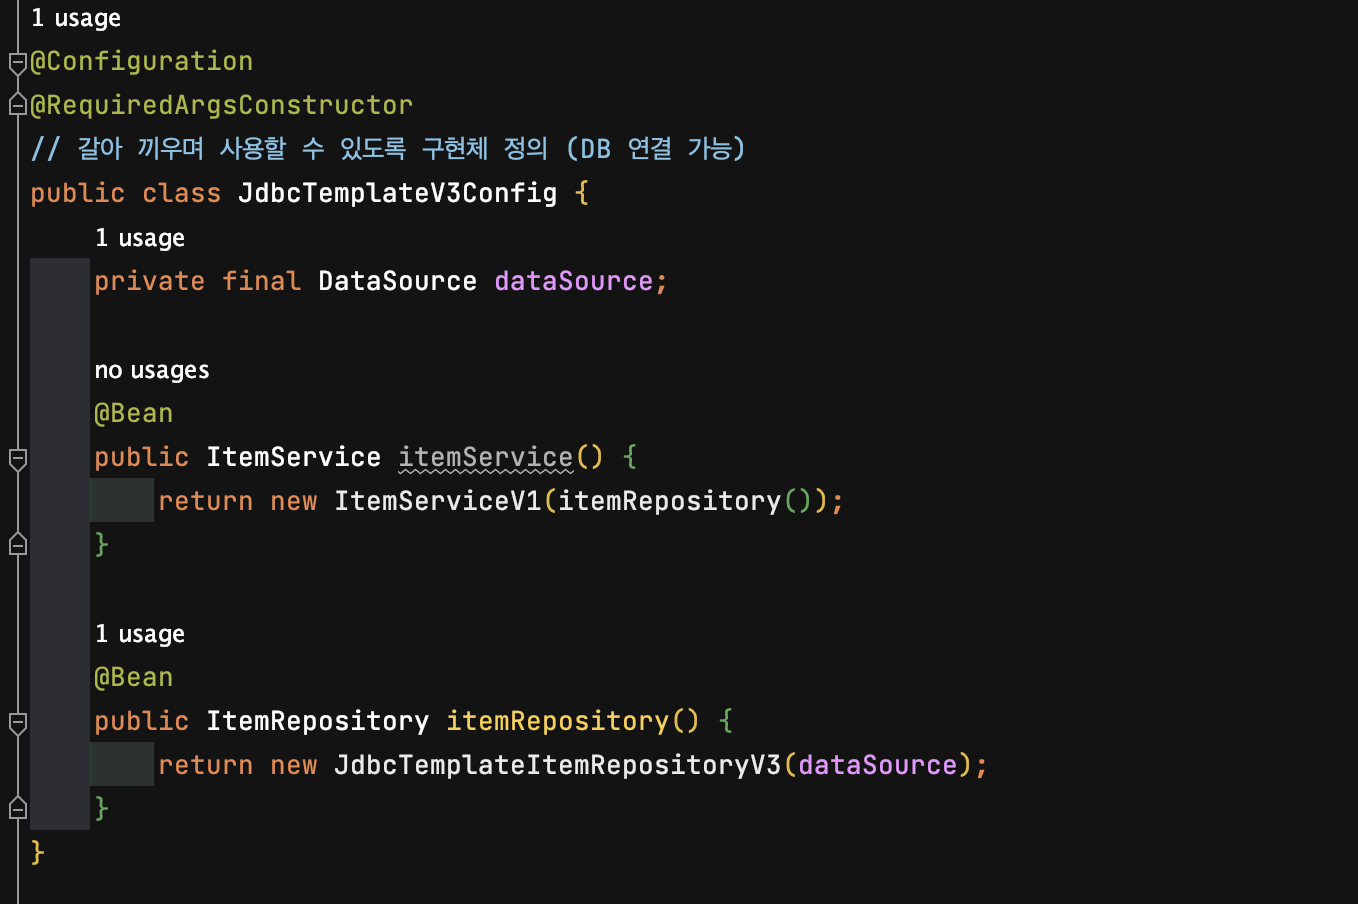 1 usage
@Configuration
@RequiredArgsConstructor
// 갈아 끼우며 사용할 수 있도록 구현체 정의 (DB 연결 가능)
public class JdbcTemplateV3Config {
1 usage
private final DataSource dataSource;
no usages
@Bean
public ItemService itemService() {
return new ItemServiceV1(itemRepository());
}
1 usage
@Bean
public ItemRepository itemRepository() {
return new JdbcTemplateItemRepositoryV3(dataSource);
}
}